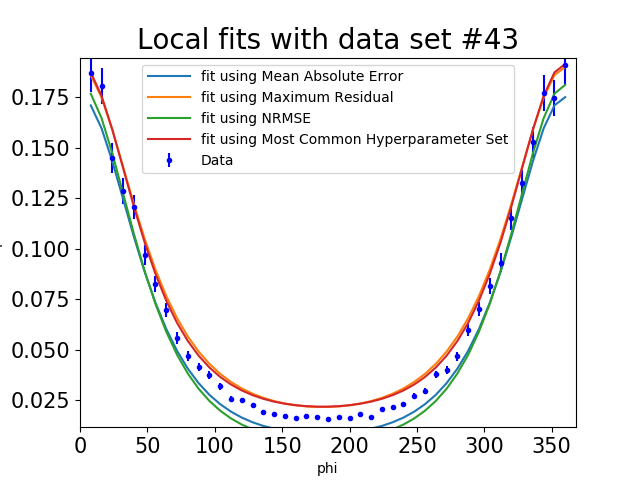 Local fits with data set #43
fit using Mean Absolute Error
fit using Maximum Residual
fit using NRMSE
fit using Most Common Hyperparameter Set
Data
0.175
0.150
0.125
0.100
0.075
0.050
0.025
0 50 100 150 200 250 300 350
phi